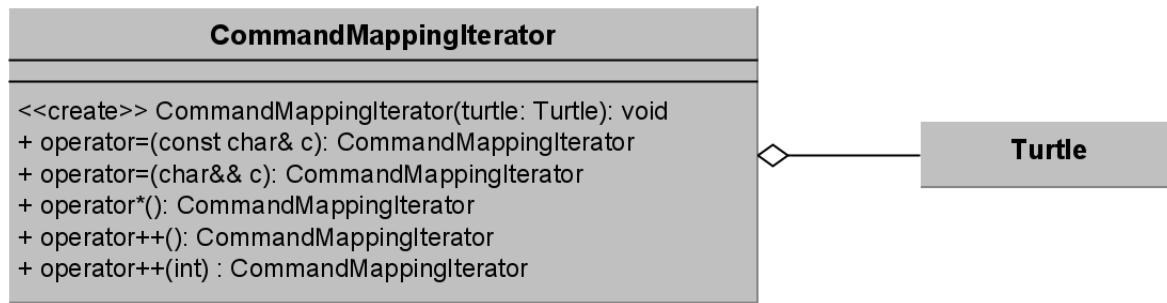 CommandMappingIterator
<<create>> CommandMappingIterator(turtle: Turtle): void
+ operator=(const char& c): CommandMappingIterator
+ operator=(char&& c): CommandMappingIterator
+ operator*(): CommandMappingIterator
+ operator++(): CommandMappingIterator
+ operator++(int) : CommandMappingIterator
Turtle